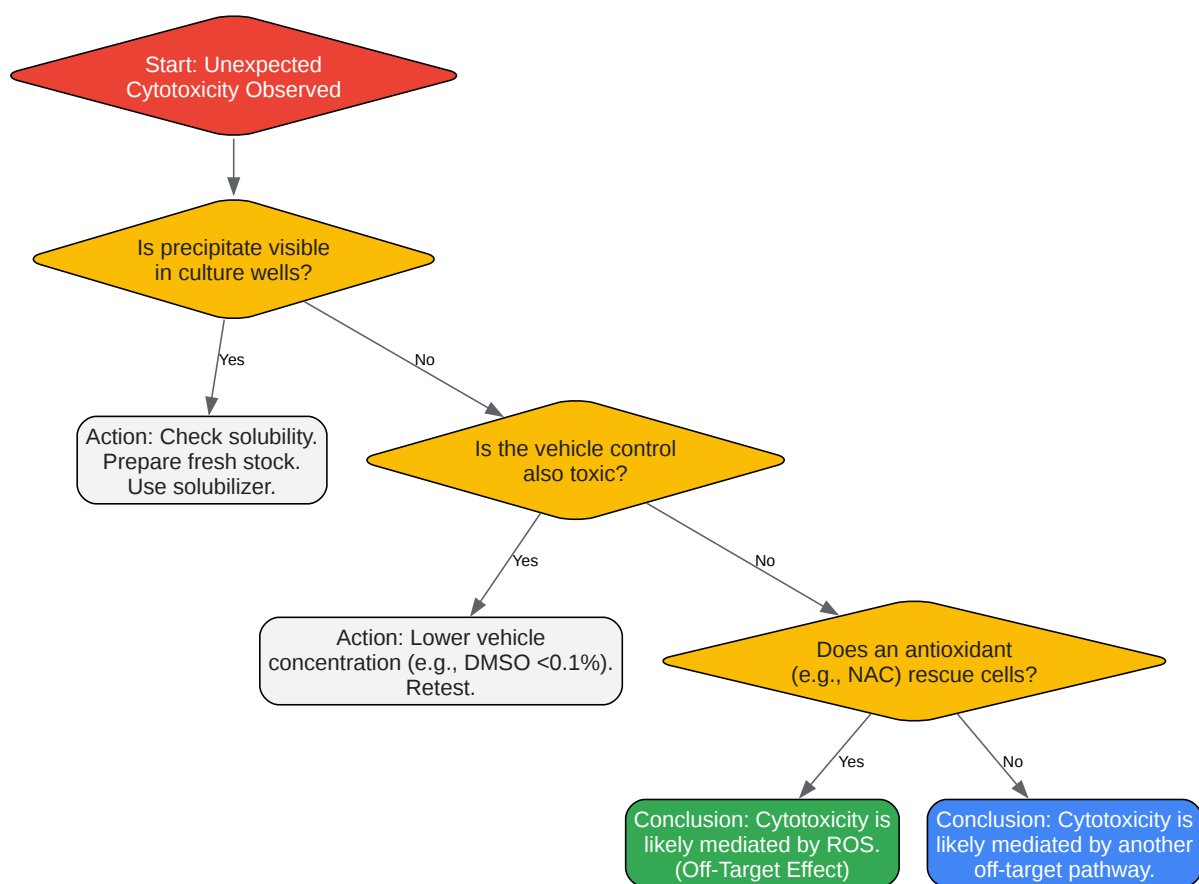 Start: Unexpected
Cytotoxicity Observed
Is precipitate visible
in culture wells?
Yes
No
Action: Check solubility.
Prepare fresh stock.
Use solubilizer.
Is the vehicle control
also toxic?
Yes
No
Action: Lower vehicle
concentration (e.g., DMSO <0.1%).
Retest.
Does an antioxidant
(e.g., NAC) rescue cells?
Yes
No
Conclusion: Cytotoxicity is
likely mediated by ROS.
(Off-Target Effect)
Conclusion: Cytotoxicity is
likely mediated by another
off-target pathway.